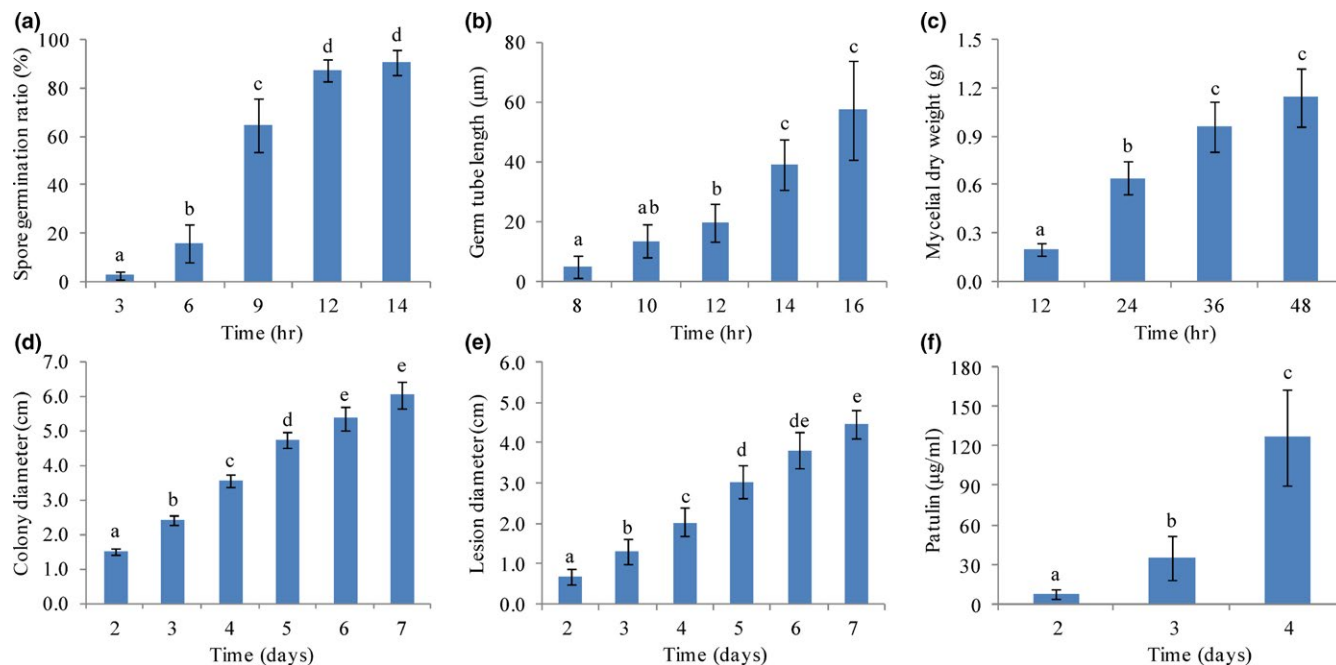 (a)
Spore germination ratio (%)
100
80
60
40
20
0
a
b
c
d
d
3 6 9 12 14
Time (hr)
(b)
Germ tube length (µm)
80
60
40
20
0
a
ab
b
c
c
8 10 12 14 16
Time (hr)
(c)
Mycelial dry weight (g)
1.5
1.2
0.9
0.6
0.3
0.0
a
b
c
c
12 24 36 48
Time (hr)
(d)
Colony diameter (cm)
7.0
6.0
5.0
4.0
3.0
2.0
1.0
0.0
a
b
c
d
e
e
2 3 4 5 6 7
Time (days)
(e)
Lesion diameter (cm)
6.0
5.0
4.0
3.0
2.0
1.0
0.0
a
b
c
d
de
e
2 3 4 5 6 7
Time (days)
(f)
Patulin (µg/ml)
180
150
120
90
60
30
0
a
b
c
2 3 4
Time (days)